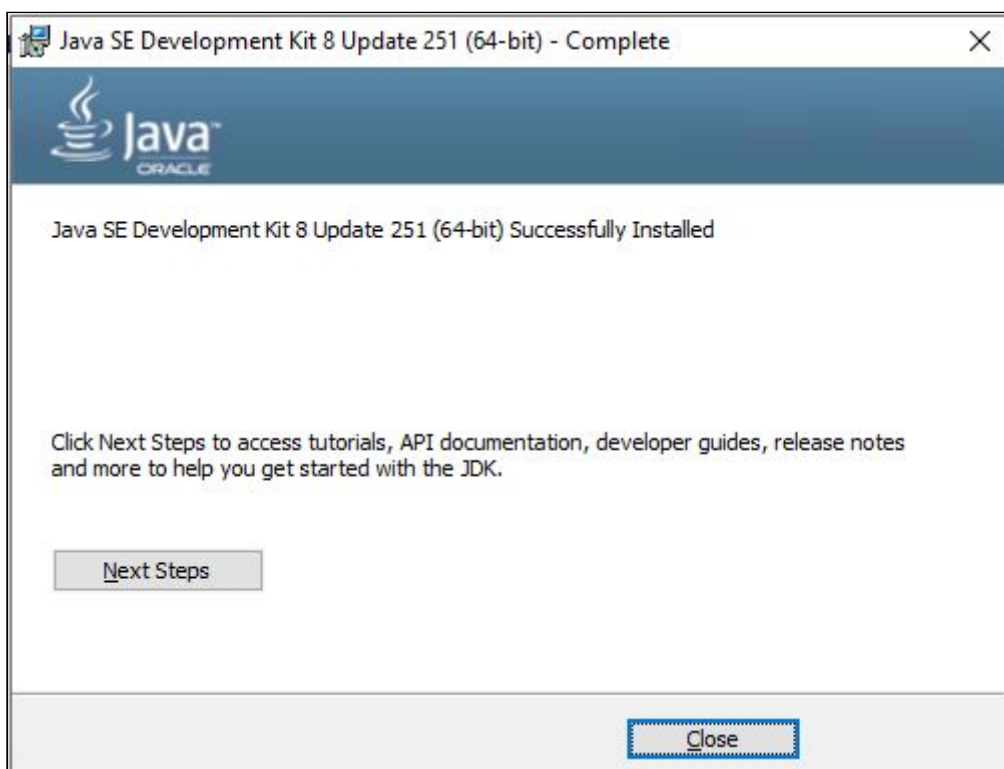 Java SE Development Kit 8 Update 251 (64-bit) - Complete
Java™
ORACLE
Java SE Development Kit 8 Update 251 (64-bit) Successfully Installed
Click Next Steps to access tutorials, API documentation, developer guides, release notes
and more to help you get started with the JDK.
Next Steps
Close